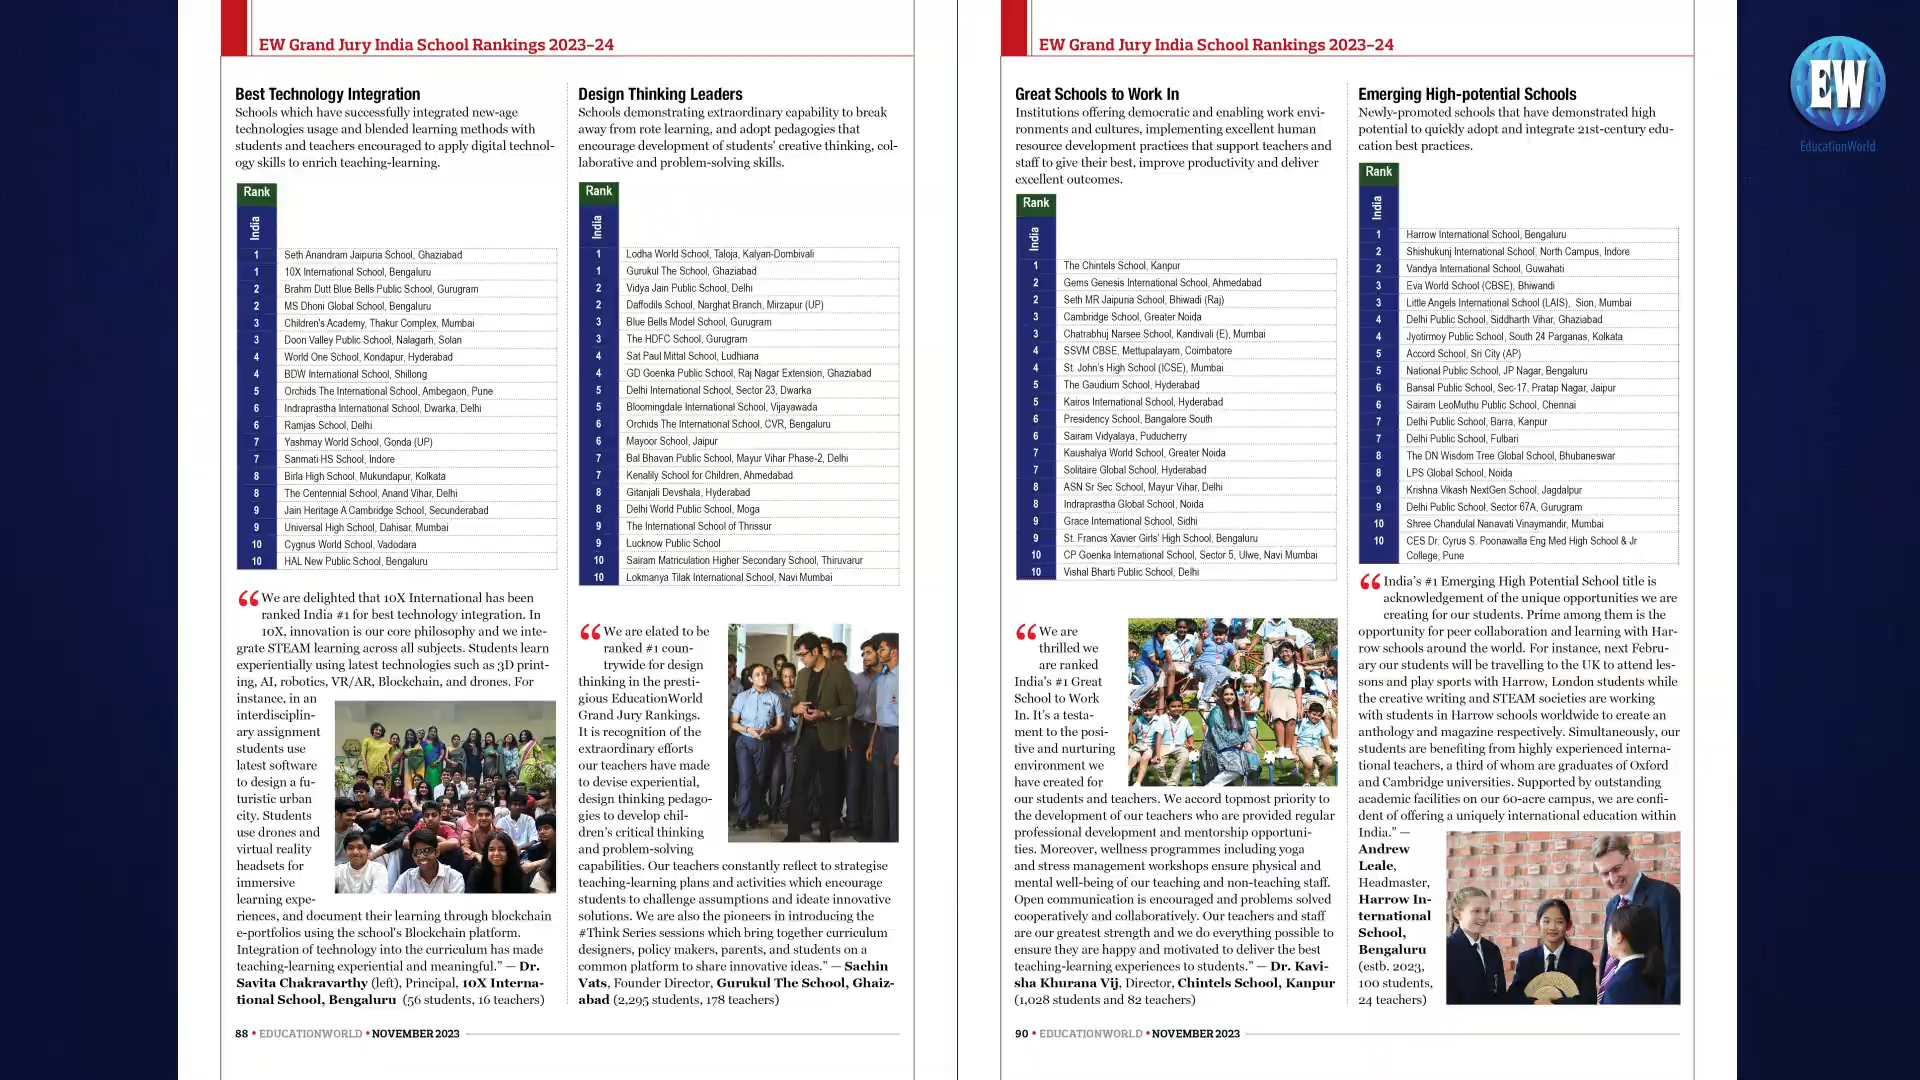 EW Grand Jury India School Rankings 2023–24
Best Technology Integration
Schools which have successfully integrated new-age
technologies usage and blended learning methods with
students and teachers encouraged to apply digital technol-
ogy skills to enrich teaching-learning.
Rank
India
1 Seth Anandram Jaipuria School, Ghaziabad
1 10X International School, Bengaluru
2 Brahm Dutt Blue Bells Public School, Gurugram
2 MS Dhoni Global School, Bengaluru
3 Children's Academy, Thakur Complex, Mumbai
3 Doon Valley Public School, Nalagarh, Solan
4 World One School, Kondapur, Hyderabad
4 BDW International School, Shillong
5 Orchids The International School, Ambegaon, Pune
6 Indraprastha International School, Dwarka, Delhi
6 Ramjas School, Delhi
7 Yashmay World School, Gonda (UP)
7 Sanmati HS School, Indore
8 Birla High School, Mukundapur, Kolkata
8 The Centennial School, Anand Vihar, Delhi
9 Jain Heritage A Cambridge School, Secunderabad
9 Universal High School, Dahisar, Mumbai
10 Cygnus World School, Vadodara
10 HAL New Public School, Bengaluru
“We are delighted that 10X International has been
ranked India #1 for best technology integration. In
10X, innovation is our core philosophy and we inte-
grate STEAM learning across all subjects. Students learn
experientially using latest technologies such as 3D print-
ing, AI, robotics, VR/AR, Blockchain, and drones. For
instance, in an
interdisciplin-
ary assignment
students use
latest software
to design a fu-
turistic urban
city. Students
use drones and
virtual reality
headsets for
immersive
learning expe-
riences, and document their learning through blockchain
e-portfolios using the school's Blockchain platform.
Integration of technology into the curriculum has made
teaching-learning experiential and meaningful.” — Dr.
Savita Chakravarthy (left), Principal, 10X Interna-
tional School, Bengaluru (56 students, 16 teachers)
Design Thinking Leaders
Schools demonstrating extraordinary capability to break
away from rote learning, and adopt pedagogies that
encourage development of students' creative thinking, col-
laborative and problem-solving skills.
Rank
India
1 Lodha World School, Taloja, Kalyan-Dombivali
1 Gurukul The School, Ghaziabad
2 Vidya Jain Public School, Delhi
2 Daffodils School, Narghat Branch, Mirzapur (UP)
3 Blue Bells Model School, Gurugram
3 The HDFC School, Gurugram
4 Sat Paul Mittal School, Ludhiana
4 GD Goenka Public School, Raj Nagar Extension, Ghaziabad
5 Delhi International School, Sector 23, Dwarka
5 Bloomingdale International School, Vijayawada
6 Orchids The International School, CVR, Bengaluru
6 Mayoor School, Jaipur
7 Bal Bhavan Public School, Mayur Vihar Phase-2, Delhi
7 Kenalily School for Children, Ahmedabad
8 Gitanjali Devshala, Hyderabad
8 Delhi World Public School, Moga
9 The International School of Thrissur
9 Lucknow Public School
10 Sairam Matriculation Higher Secondary School, Thiruvarur
10 Lokmanya Tilak International School, Navi Mumbai
“We are elated to be
ranked #1 coun-
trywide for design
thinking in the presti-
gious EducationWorld
Grand Jury Rankings.
It is recognition of the
extraordinary efforts
our teachers have made
to devise experiential,
design thinking pedago-
gies to develop chil-
dren's critical thinking
and problem-solving
capabilities. Our teachers constantly reflect to strategise
teaching-learning plans and activities which encourage
students to challenge assumptions and ideate innovative
solutions. We are also the pioneers in introducing the
#Think Series sessions which bring together curriculum
designers, policy makers, parents, and students on a
common platform to share innovative ideas.” — Sachin
Vats, Founder Director, Gurukul The School, Ghaiz-
abad (2,295 students, 178 teachers)
88 • EDUCATIONWORLD • NOVEMBER 2023
EW Grand Jury India School Rankings 2023–24
Great Schools to Work In
Institutions offering democratic and enabling work envi-
ronments and cultures, implementing excellent human
resource development practices that support teachers and
staff to give their best, improve productivity and deliver
excellent outcomes.
Rank
India
1 The Chintels School, Kanpur
2 Gems Genesis International School, Ahmedabad
2 Seth MR Jaipuria School, Bhiwadi (Raj)
3 Cambridge School, Greater Noida
3 Chatrabhuj Narsee School, Kandivali (E), Mumbai
4 SSVM CBSE, Mettupalayam, Coimbatore
4 St. John's High School (ICSE), Mumbai
5 The Gaudium School, Hyderabad
5 Kairos International School, Hyderabad
6 Presidency School, Bangalore South
6 Sairam Vidyalaya, Puducherry
7 Kaushalya World School, Greater Noida
7 Solitaire Global School, Hyderabad
8 ASN Sr Sec School, Mayur Vihar, Delhi
8 Indraprastha Global School, Noida
9 Grace International School, Sidhi
9 St. Francis Xavier Girls' High School, Bengaluru
10 CP Goenka International School, Sector 5, Ulwe, Navi Mumbai
10 Vishal Bharti Public School, Delhi
“We are
thrilled we
are ranked
India's #1 Great
School to Work
In. It's a testa-
ment to the posi-
tive and nurturing
environment we
have created for
our students and teachers. We accord topmost priority to
the development of our teachers who are provided regular
professional development and mentorship opportuni-
ties. Moreover, wellness programmes including yoga
and stress management workshops ensure physical and
mental well-being of our teaching and non-teaching staff.
Open communication is encouraged and problems solved
cooperatively and collaboratively. Our teachers and staff
are our greatest strength and we do everything possible to
ensure they are happy and motivated to deliver the best
teaching-learning experiences to students.” — Dr. Kavi-
sha Khurana Vij, Director, Chintels School, Kanpur
(1,028 students and 82 teachers)
Emerging High-potential Schools
Newly-promoted schools that have demonstrated high
potential to quickly adopt and integrate 21st-century edu-
cation best practices.
Rank
India
1 Harrow International School, Bengaluru
2 Shishukunj International School, North Campus, Indore
2 Vandya International School, Guwahati
3 Eva World School (CBSE), Bhiwandi
3 Little Angels International School (LAIS), Sion, Mumbai
4 Delhi Public School, Siddharth Vihar, Ghaziabad
4 Jyotirmoy Public School, South 24 Parganas, Kolkata
5 Accord School, Sri City (AP)
5 National Public School, JP Nagar, Bengaluru
6 Bansal Public School, Sec-17, Pratap Nagar, Jaipur
6 Sairam LeoMuthu Public School, Chennai
7 Delhi Public School, Barra, Kanpur
7 Delhi Public School, Fulbari
8 The DN Wisdom Tree Global School, Bhubaneswar
8 LPS Global School, Noida
9 Krishna Vikash NextGen School, Jagdalpur
9 Delhi Public School, Sector 67A, Gurugram
10 Shree Chandulal Nanavati Vinaymandir, Mumbai
10 CES Dr. Cyrus S. Poonawalla Eng Med High School & Jr
College, Pune
“India's #1 Emerging High Potential School title is
acknowledgement of the unique opportunities we are
creating for our students. Prime among them is the
opportunity for peer collaboration and learning with Har-
row schools around the world. For instance, next Febru-
ary our students will be travelling to the UK to attend les-
sons and play sports with Harrow, London students while
the creative writing and STEAM societies are working
with students in Harrow schools worldwide to create an
anthology and magazine respectively. Simultaneously, our
students are benefiting from highly experienced interna-
tional teachers, a third of whom are graduates of Oxford
and Cambridge universities. Supported by outstanding
academic facilities on our 60-acre campus, we are confi-
dent of offering a uniquely international education within
India.” —
Andrew
Leale,
Headmaster,
Harrow In-
ternational
School,
Bengaluru
(estb. 2023,
100 students,
24 teachers)
90 • EDUCATIONWORLD • NOVEMBER 2023
EW
EducationWorld